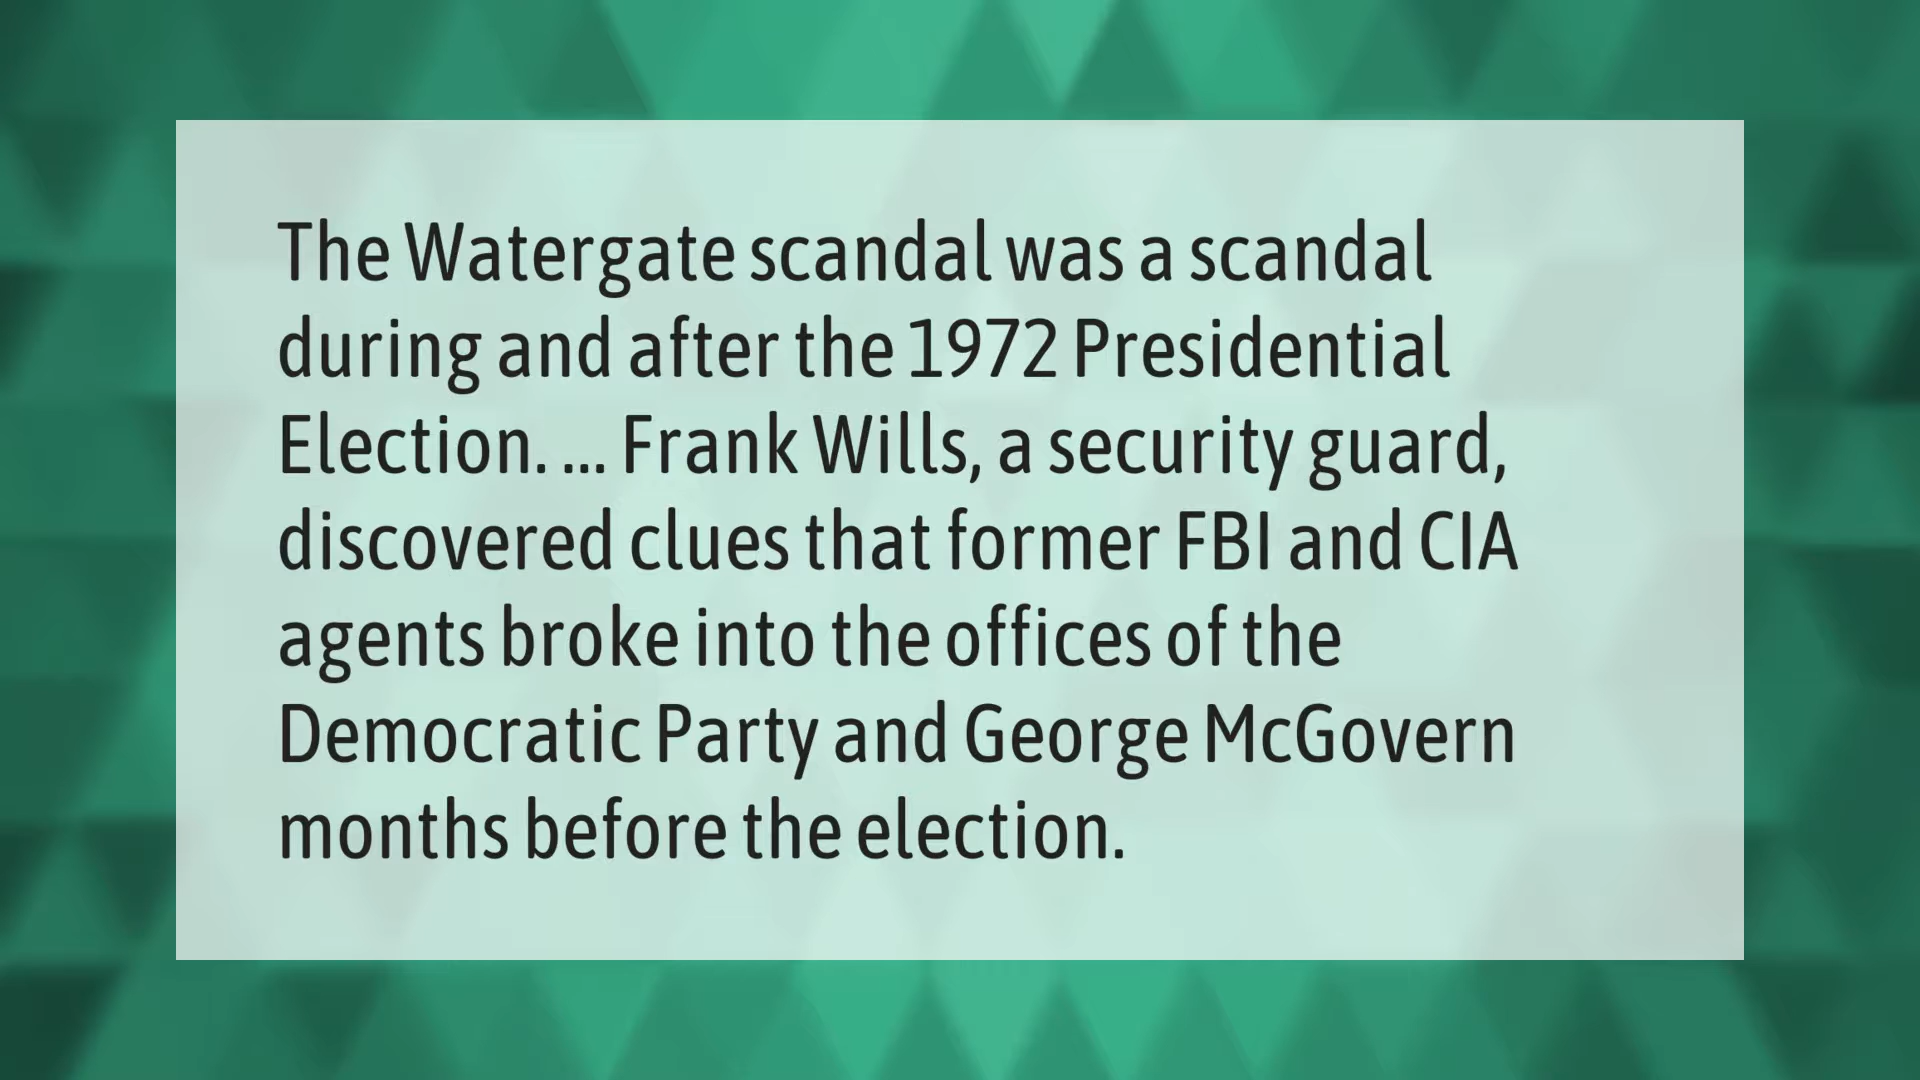 The Watergate scandal was a scandal
during and after the 1972 Presidential
Election. ... Frank Wills, a security guard,
discovered clues that former FBI and CIA
agents broke into the offices of the
Democratic Party and George McGovern
months before the election.